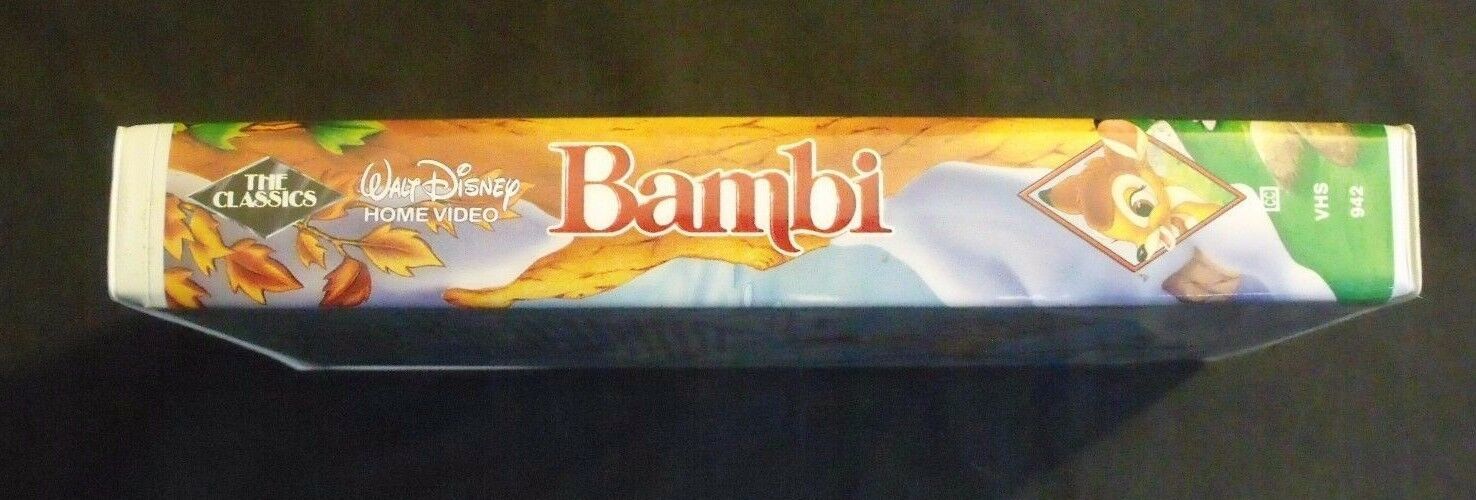 THE
CLASSICS
WALT DISNEY
HOME VIDEO
Bambi
CC
VHS
942